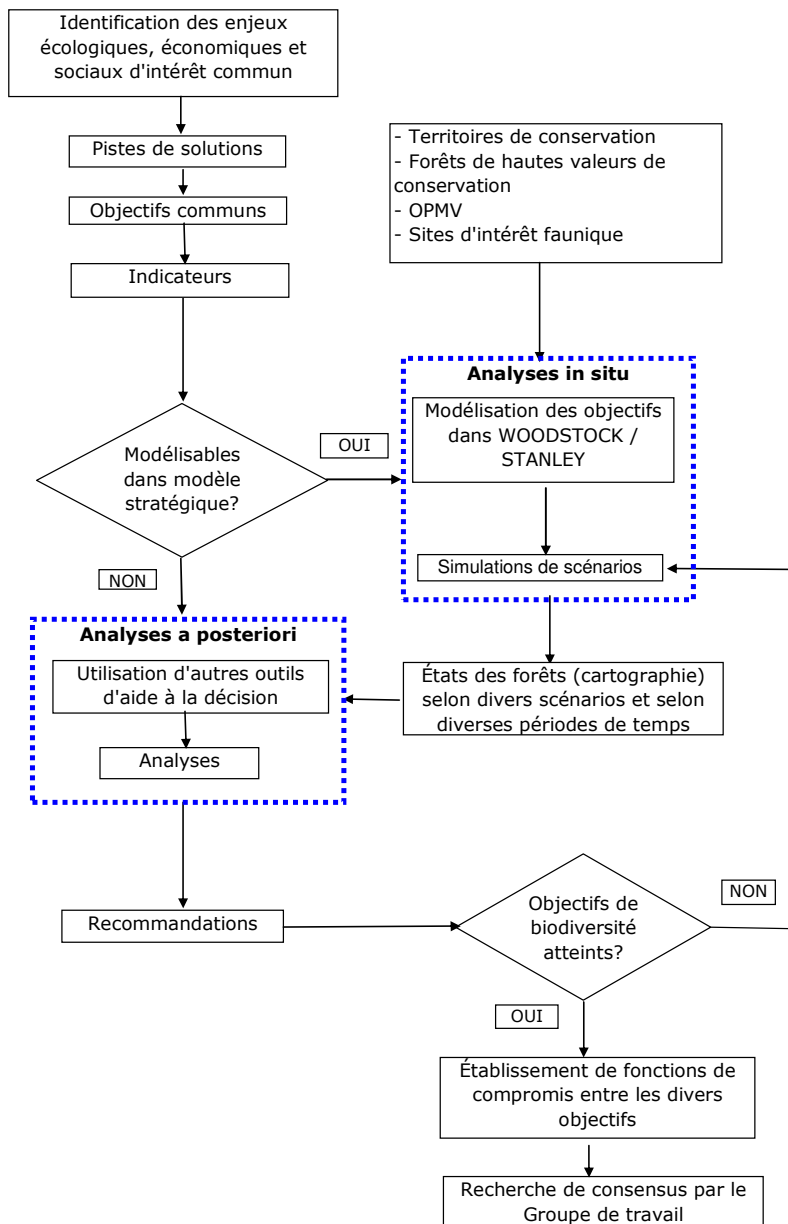 Identification des enjeux
écologiques, économiques et
sociaux d'intérêt commun
Pistes de solutions
Objectifs communs
Indicateurs
- Territoires de conservation
- Forêts de hautes valeurs de
conservation
- OPMV
- Sites d'intérêt faunique
Modélisables
dans modèle
stratégique?
OUI
NON
Analyses in situ
Modélisation des objectifs
dans WOODSTOCK /
STANLEY
Simulations de scénarios
Analyses a posteriori
Utilisation d'autres outils
d'aide à la décision
Analyses
États des forêts (cartographie)
selon divers scénarios et selon
diverses périodes de temps
Recommandations
Objectifs de
biodiversité
atteints?
NON
OUI
Établissement de fonctions de
compromis entre les divers
objectifs
Recherche de consensus par le
Groupe de travail